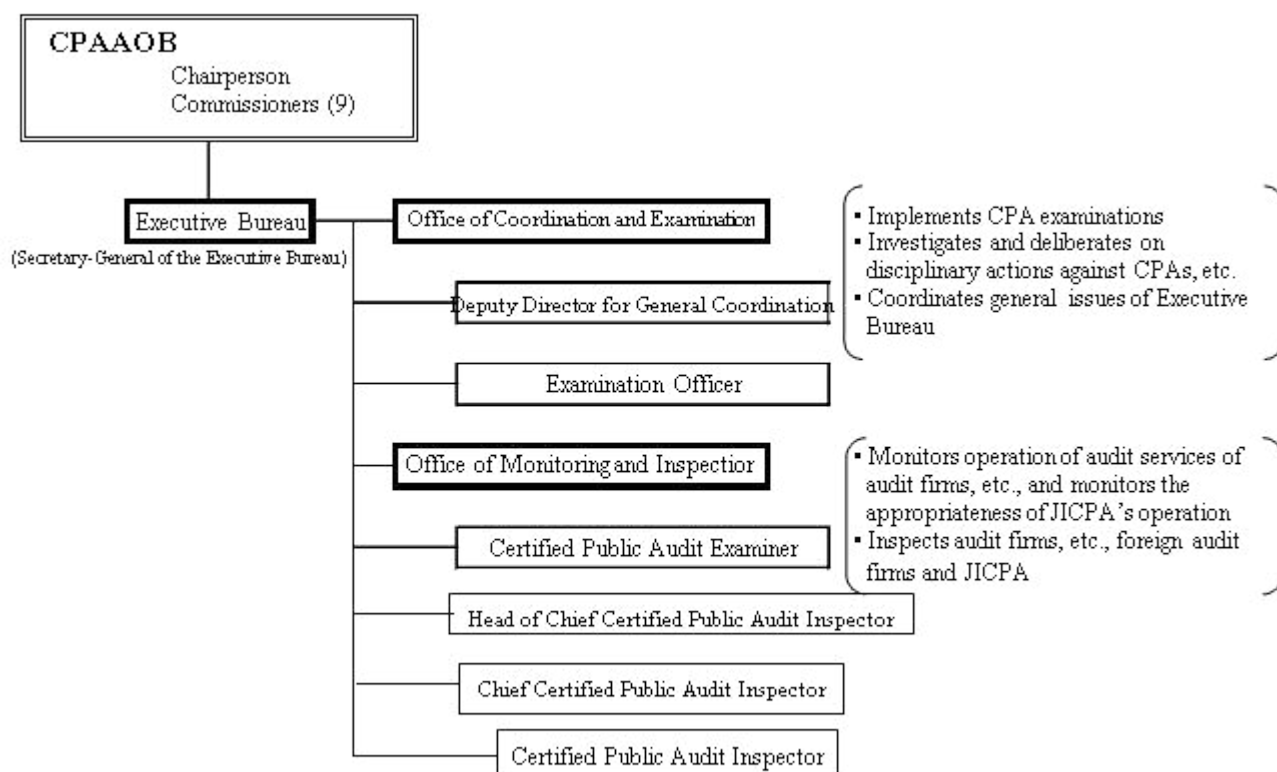 CPAAOB
Chairperson
Commissioners (9)
Executive Bureau
(Secretary-General of the Executive Bureau)
Office of Coordination and Examination
▪ Implements CPA examinations
▪ Investigates and deliberates on
disciplinary actions against CPAs, etc.
▪ Coordinates general issues of Executive
Bureau
Deputy Director for General Coordination
Examination Officer
Office of Monitoring and Inspection
▪ Monitors operation of audit services of
audit firms, etc., and monitors the
appropriateness of JICPA's operation
▪ Inspects audit firms, etc., foreign audit
firms and JICPA
Certified Public Audit Examiner
Head of Chief Certified Public Audit Inspector
Chief Certified Public Audit Inspector
Certified Public Audit Inspector